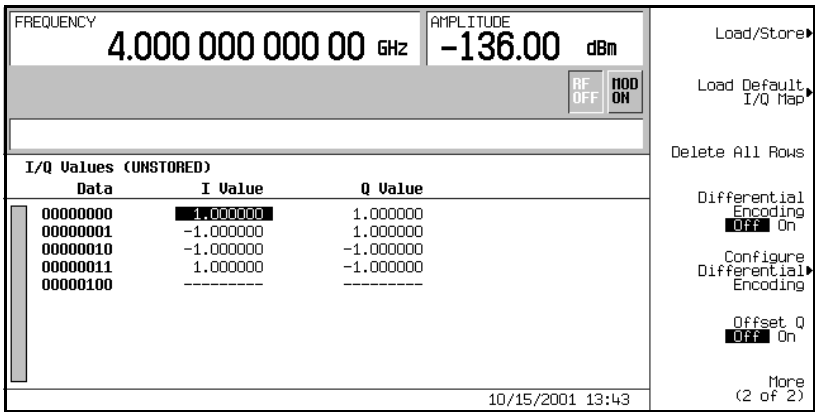 FREQUENCY
4.000 000 000 00 GHz
AMPLITUDE
-136.00 dBm
RF OFF
MOD ON
I/Q Values (UNSTORED)
Data I Value Q Value
00000000 1.000000 1.000000
00000001 -1.000000 1.000000
00000010 -1.000000 -1.000000
00000011 1.000000 -1.000000
00000100 --------- ---------
10/15/2001 13:43
Load/Store
Load Default
I/Q Map
Delete All Rows
Differential
Encoding
Off On
Configure
Differential
Encoding
Offset Q
Off On
More
(2 of 2)